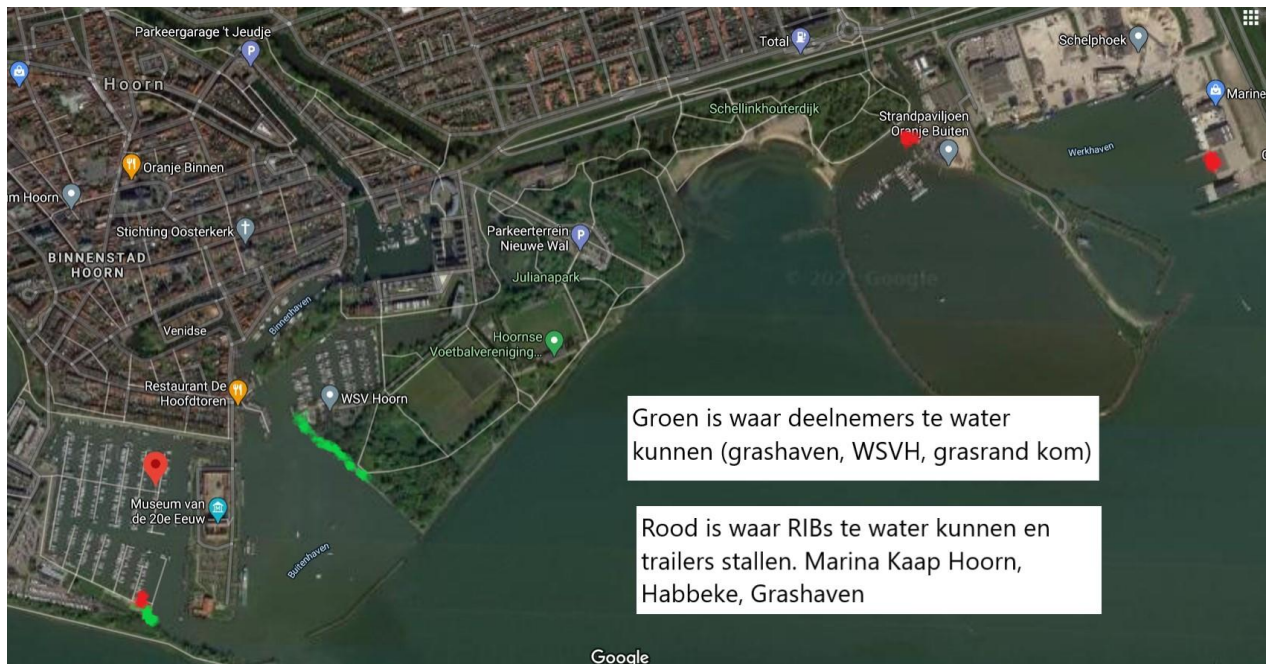 Parkeergarage 't Jeudje
Hoorn
Total
Schelphoek
Marine
Schellinkhouterdijk
Strandpaviljoen
Oranje Buiten
Werkhaven
Oranje Binnen
m Hoorn
Stichting Oosterkerk
Parkeerterrein
Nieuwe Wal
BINNENSTAD
HOORN
Julianapark
© 2021 Google
Binnenhaven
Venidse
Hoornse
Voetbalvereniging...
Restaurant De
Hoofdtoren
WSV Hoorn
Groen is waar deelnemers te water
kunnen (grashaven, WSVH, grasrand kom)
Museum van
de 20e Eeuw
Buitenhaven
Rood is waar RIBs te water kunnen en
trailers stallen. Marina Kaap Hoorn,
Habbeke, Grashaven
Google